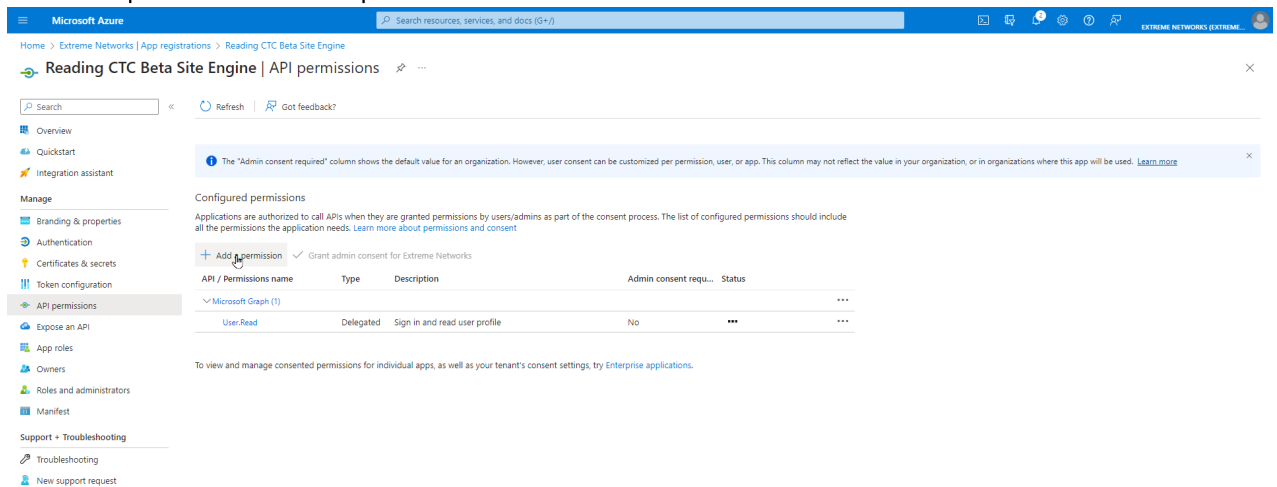 Microsoft Azure
Search resources, services, and docs (G+/)
2
EXTREME NETWORKS (EXTREME...
Home > Extreme Networks | App registrations > Reading CTC Beta Site Engine
Reading CTC Beta Site Engine | API permissions
Search
Refresh | Got feedback?
Overview
Quickstart
Integration assistant
The "Admin consent required" column shows the default value for an organization. However, user consent can be customized per permission, user, or app. This column may not reflect the value in your organization, or in organizations where this app will be used. Learn more
Manage
Branding & properties
Authentication
Certificates & secrets
Token configuration
API permissions
Expose an API
App roles
Owners
Roles and administrators
Manifest
Support + Troubleshooting
Troubleshooting
New support request
Configured permissions
Applications are authorized to call APIs when they are granted permissions by users/admins as part of the consent process. The list of configured permissions should include
all the permissions the application needs. Learn more about permissions and consent
Add a permission Grant admin consent for Extreme Networks
API / Permissions name Type Description Admin consent requ... Status
Microsoft Graph (1)
User.Read Delegated Sign in and read user profile No
To view and manage consented permissions for individual apps, as well as your tenant's consent settings, try Enterprise applications.